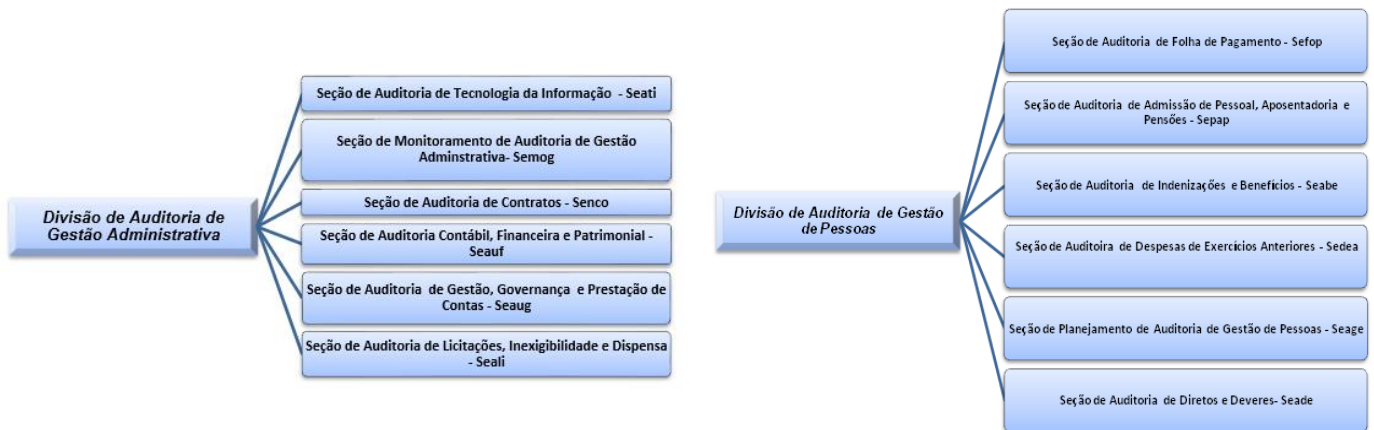 Divisão de Auditoria de
Gestão Administrativa
Seção de Auditoria de Tecnologia da Informação - Seati
Seção de Monitoramento de Auditoria de Gestão
Adminstrativa- Semog
Seção de Auditoria de Contratos - Senco
Seção de Auditoria Contábil, Financeira e Patrimonial -
Seauf
Seção de Auditoria de Gestão, Governança e Prestação de
Contas - Seaug
Seção de Auditoria de Licitações, Inexigibilidade e Dispensa
- Seali
Divisão de Auditoria de Gestão
de Pessoas
Seção de Auditoria de Folha de Pagamento - Sefop
Seção de Auditoria de Admissão de Pessoal, Aposentadoria e
Pensões - Sepap
Seção de Auditoria de Indenizações e Benefícios - Seabe
Seção de Auditoira de Despesas de Exercícios Anteriores - Sedea
Seção de Planejamento de Auditoria de Gestão de Pessoas - Seage
Seção de Auditoria de Diretos e Deveres- Seade